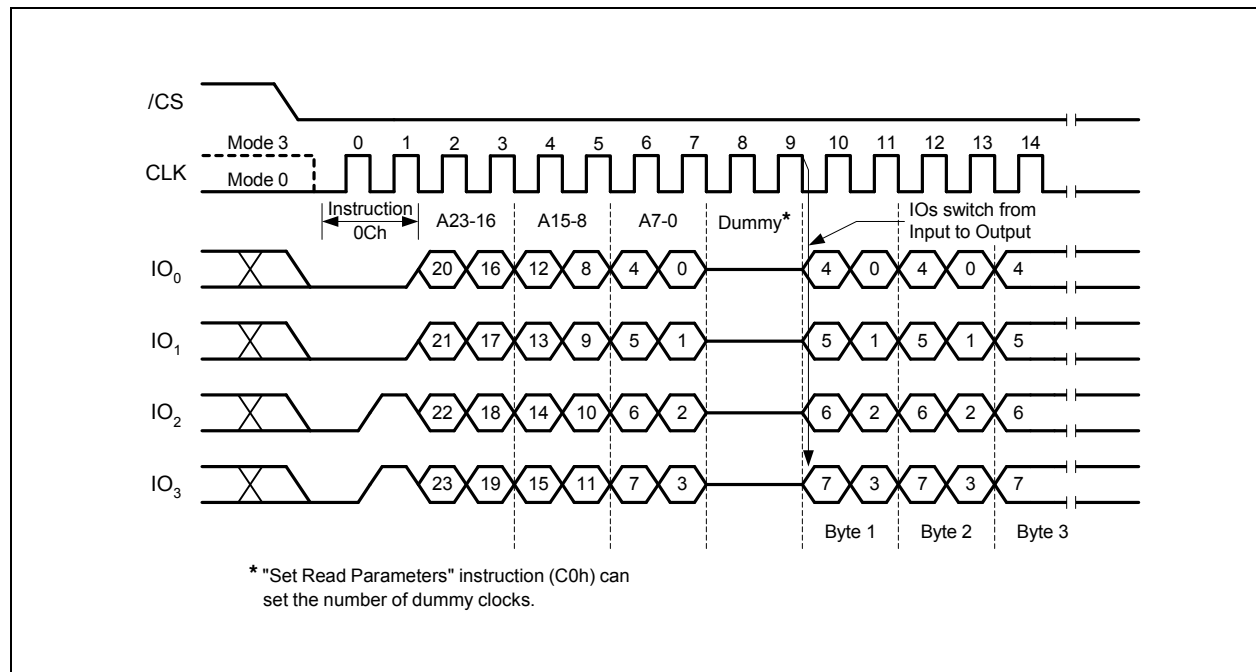 /CS
Mode 3 0 1 2 3 4 5 6 7 8 9 10 11 12 13 14
CLK
Mode 0
Instruction A23-16 A15-8 A7-0 Dummy* IOs switch from
0Ch Input to Output
IO0 20 16 12 8 4 0 4 0 4 0 4
IO1 21 17 13 9 5 1 5 1 5 1 5
IO2 22 18 14 10 6 2 6 2 6 2 6
IO3 23 19 15 11 7 3 7 3 7 3 7
Byte 1 Byte 2 Byte 3
* "Set Read Parameters" instruction (C0h) can
set the number of dummy clocks.